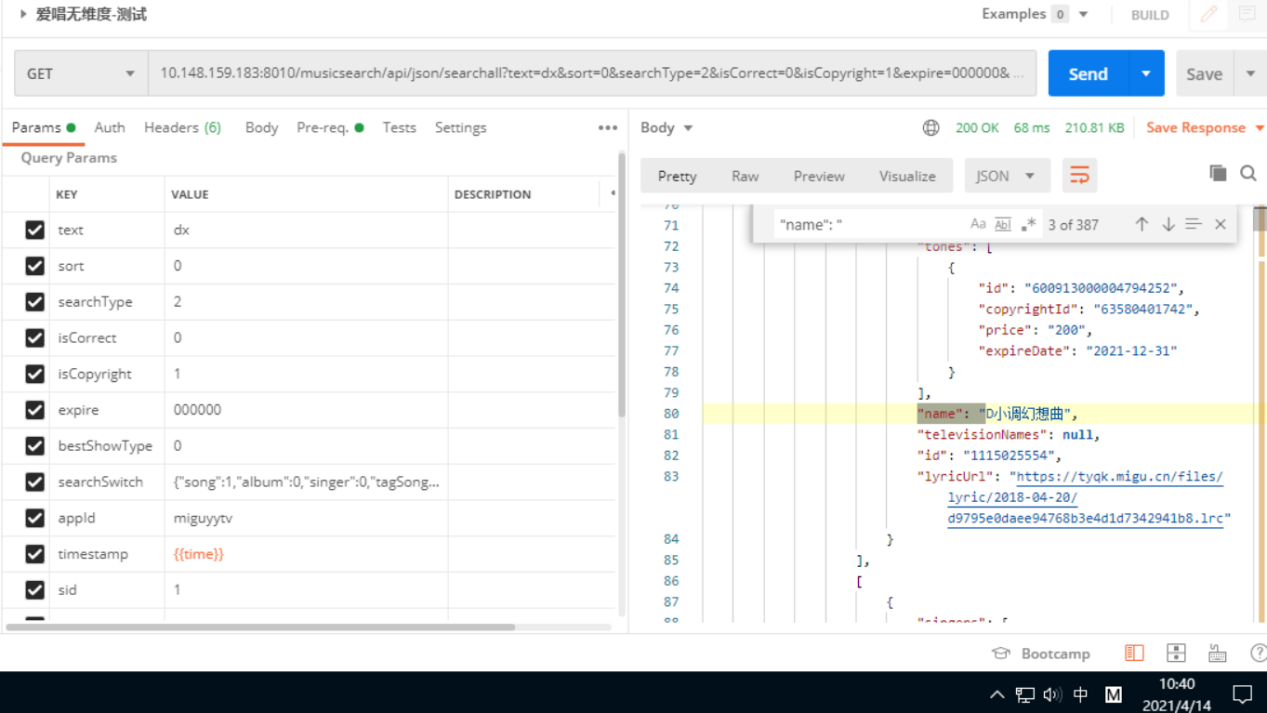 爱唱无维度-测试
Examples 0
BUILD
GET
10.148.159.183:8010/musicsearch/api/json/searchall?text=dx&sort=0&searchType=2&isCorrect=0&isCopyright=1&expire=000000& ...
Send
Save
Params
Auth
Headers (6)
Body
Pre-req.
Tests
Settings
Body
200 OK 68 ms 210.81 KB
Save Response
Query Params
KEY VALUE DESCRIPTION
text dx
sort 0
searchType 2
isCorrect 0
isCopyright 1
expire 000000
bestShowType 0
searchSwitch {"song":1,"album":0,"singer":0,"tagSong...
appId miguyytv
timestamp {{time}}
sid 1
Pretty Raw Preview Visualize JSON
"name": " Aa Abl .* 3 of 387
70
71
72 "tones": [
73 {
74 "id": "600913000004794252",
75 "copyrightId": "63580401742",
76 "price": "200",
77 "expireDate": "2021-12-31"
78 }
79 ],
80 "name": "D小调幻想曲",
81 "televisionNames": null,
82 "id": "1115025554",
83 "lyricUrl": "https://tyqk.migu.cn/files/
lyric/2018-04-20/
d9795e0daee94768b3e4d1d7342941b8.lrc"
84 }
85 ],
86 [
87 {
88 "singers": [
Bootcamp
中 M 10:40
2021/4/14